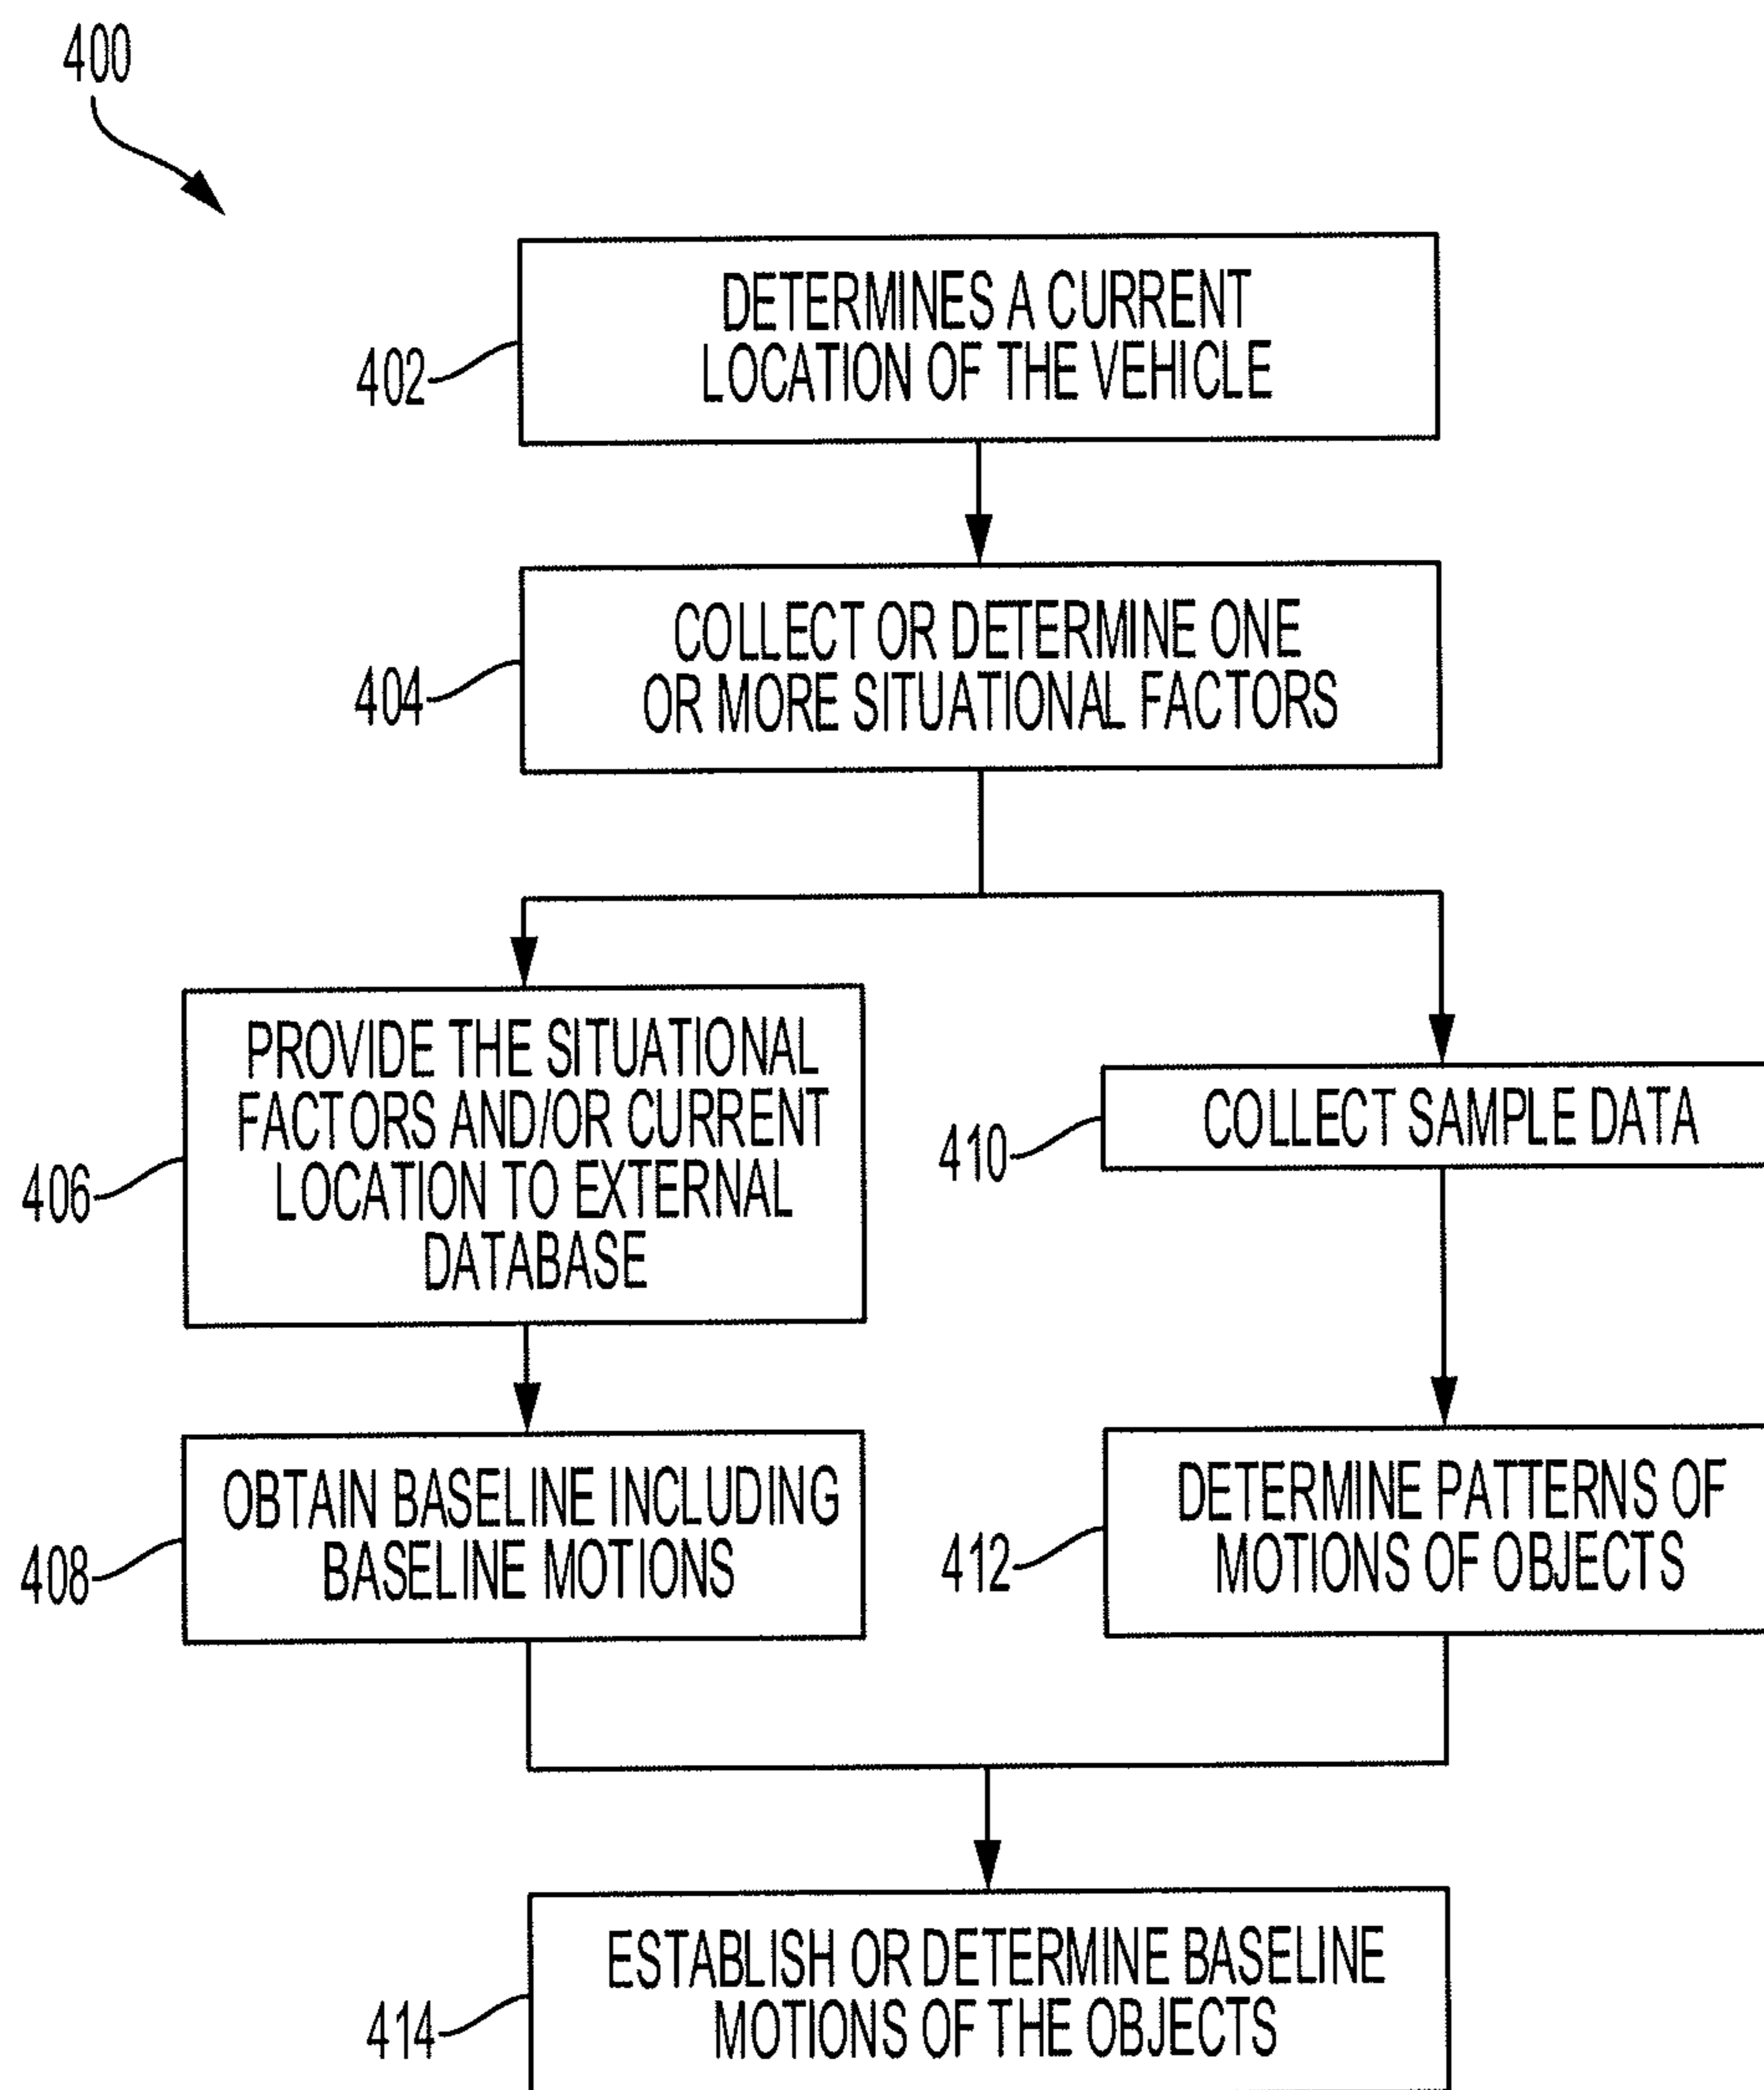 400
DETERMINES A CURRENT
LOCATION OF THE VEHICLE
402
COLLECT OR DETERMINE ONE
OR MORE SITUATIONAL FACTORS
404
PROVIDE THE SITUATIONAL
FACTORS AND/OR CURRENT
LOCATION TO EXTERNAL
DATABASE
406
COLLECT SAMPLE DATA
410
OBTAIN BASELINE INCLUDING
BASELINE MOTIONS
408
DETERMINE PATTERNS OF
MOTIONS OF OBJECTS
412
ESTABLISH OR DETERMINE BASELINE
MOTIONS OF THE OBJECTS
414